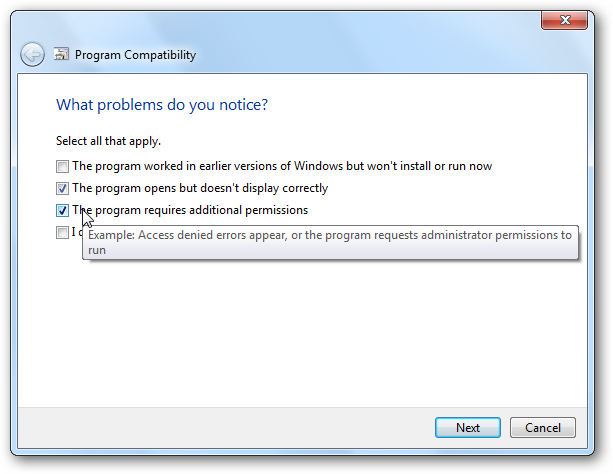 Program Compatibility
What problems do you notice?
Select all that apply.
The program worked in earlier versions of Windows but won't install or run now
The program opens but doesn't display correctly
The program requires additional permissions
I
Example: Access denied errors appear, or the program requests administrator permissions to
run
Next
Cancel